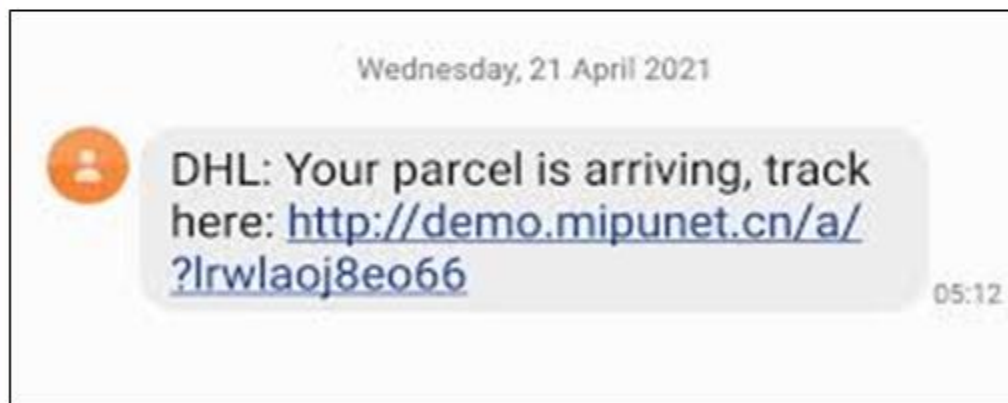 Wednesday, 21 April 2021
DHL: Your parcel is arriving, track
here: http://demo.mipunet.cn/a/
?lrwlaoj8eo66
05:12